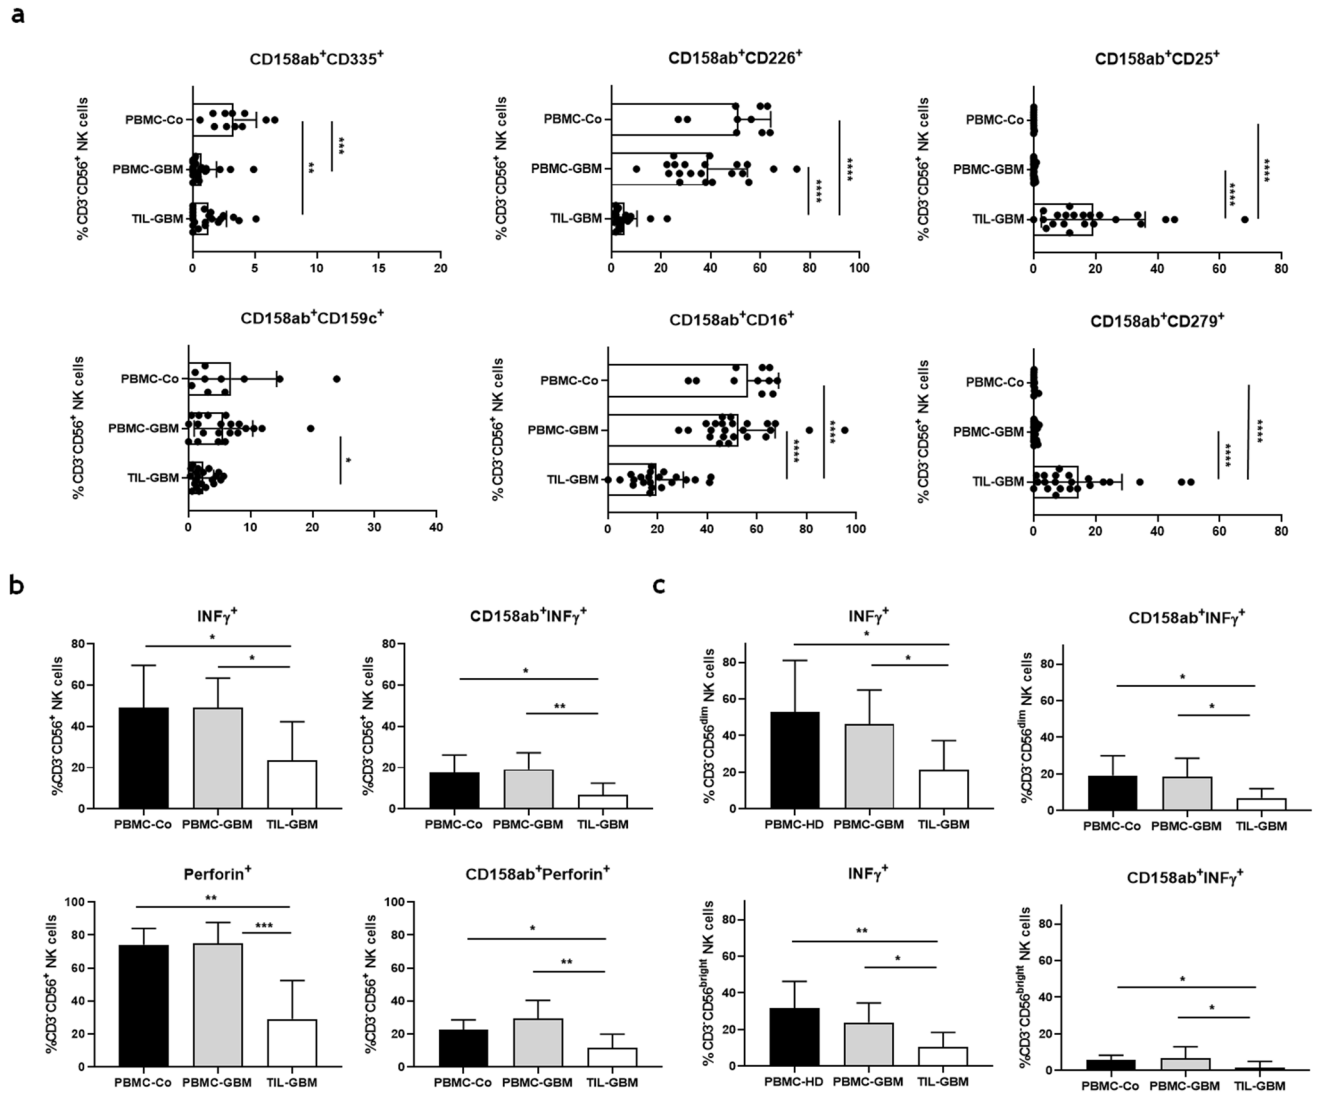 a
CD158ab⁺CD335⁺
% CD3⁻CD56⁺ NK cells
PBMC-Co
PBMC-GBM
TIL-GBM
**
***
0 5 10 15 20
CD158ab⁺CD226⁺
% CD3⁻CD56⁺ NK cells
PBMC-Co
PBMC-GBM
TIL-GBM
****
****
0 20 40 60 80 100
CD158ab⁺CD25⁺
% CD3⁻CD56⁺ NK cells
PBMC-Co
PBMC-GBM
TIL-GBM
****
****
0 20 40 60 80
CD158ab⁺CD159c⁺
% CD3⁻CD56⁺ NK cells
PBMC-Co
PBMC-GBM
TIL-GBM
*
0 10 20 30 40
CD158ab⁺CD16⁺
% CD3⁻CD56⁺ NK cells
PBMC-Co
PBMC-GBM
TIL-GBM
****
****
0 20 40 60 80 100
CD158ab⁺CD279⁺
% CD3⁻CD56⁺ NK cells
PBMC-Co
PBMC-GBM
TIL-GBM
****
****
0 20 40 60 80
b
INFγ⁺
%CD3⁻CD56⁺ NK cells
80
60
40
20
0
*
*
PBMC-Co PBMC-GBM TIL-GBM
CD158ab⁺INFγ⁺
%CD3⁻CD56⁺ NK cells
80
60
40
20
0
*
**
PBMC-Co PBMC-GBM TIL-GBM
Perforin⁺
%CD3⁻CD56⁺ NK cells
100
80
60
40
20
0
**
***
PBMC-Co PBMC-GBM TIL-GBM
CD158ab⁺Perforin⁺
%CD3⁻CD56⁺ NK cells
100
80
60
40
20
0
*
**
PBMC-Co PBMC-GBM TIL-GBM
c
INFγ⁺
% CD3⁻CD56ᵈⁱᵐ NK cells
80
60
40
20
0
*
*
PBMC-HD PBMC-GBM TIL-GBM
CD158ab⁺INFγ⁺
%CD3⁻CD56ᵈⁱᵐ NK cells
80
60
40
20
0
*
*
PBMC-Co PBMC-GBM TIL-GBM
INFγ⁺
% CD3⁻CD56ᵇʳⁱᵍʰᵗ NK cells
80
60
40
20
0
**
*
PBMC-HD PBMC-GBM TIL-GBM
CD158ab⁺INFγ⁺
%CD3⁻CD56ᵇʳⁱᵍʰᵗ NK cells
80
60
40
20
0
*
*
PBMC-Co PBMC-GBM TIL-GBM